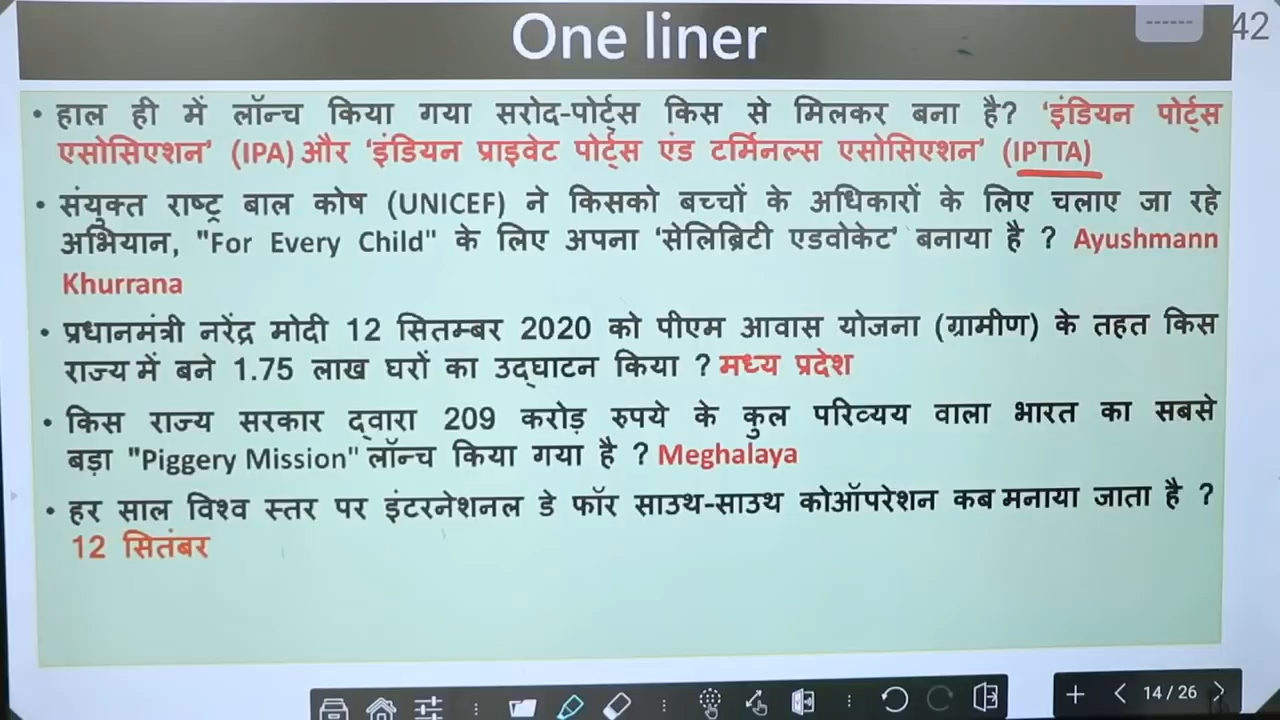 One liner
42
• हाल ही में लॉन्च किया गया सरोद-पोर्ट्स किस से मिलकर बना है? 'इंडियन पोर्ट्स
एसोसिएशन' (IPA) और 'इंडियन प्राइवेट पोर्ट्स एंड टर्मिनल्स एसोसिएशन' (IPTTA)
• संयुक्त राष्ट्र बाल कोष (UNICEF) ने किसको बच्चों के अधिकारों के लिए चलाए जा रहे
अभियान, "For Every Child" के लिए अपना 'सेलिब्रिटी एडवोकेट' बनाया है ? Ayushmann
Khurrana
• प्रधानमंत्री नरेंद्र मोदी 12 सितम्बर 2020 को पीएम आवास योजना (ग्रामीण) के तहत किस
राज्य में बने 1.75 लाख घरों का उद्घाटन किया ? मध्य प्रदेश
• किस राज्य सरकार द्वारा 209 करोड़ रुपये के कुल परिव्यय वाला भारत का सबसे
बड़ा "Piggery Mission" लॉन्च किया गया है ? Meghalaya
• हर साल विश्व स्तर पर इंटरनेशनल डे फॉर साउथ-साउथ कोऑपरेशन कब मनाया जाता है ?
12 सितंबर
14 / 26